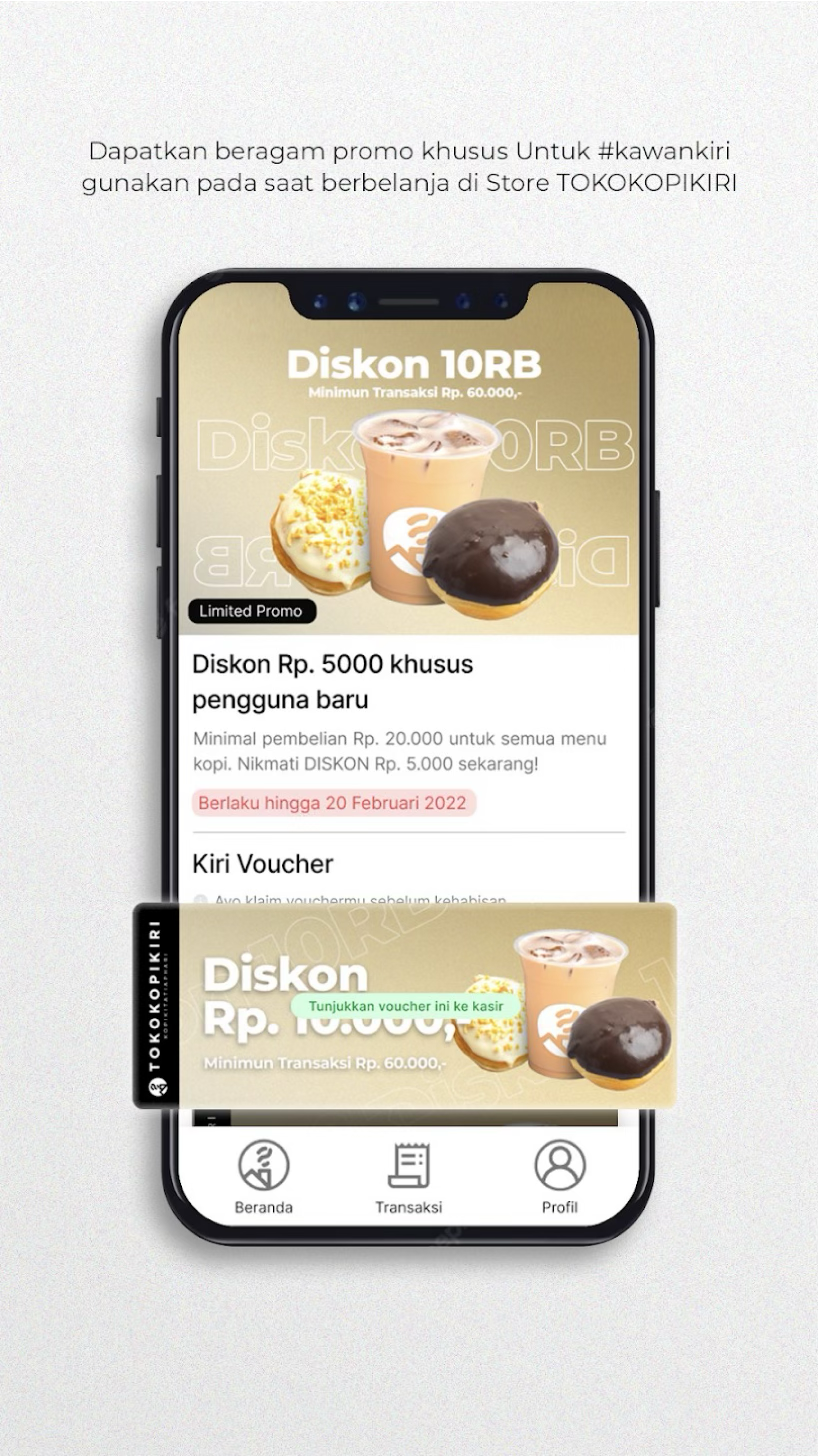 Dapatkan beragam promo khusus Untuk #kawankiri
gunakan pada saat berbelanja di Store TOKOKOPIKIRI
Diskon 10RB
Minimun Transaksi Rp. 60.000,-
Limited Promo
Diskon Rp. 5000 khusus
pengguna baru
Minimal pembelian Rp. 20.000 untuk semua menu
kopi. Nikmati DISKON Rp. 5.000 sekarang!
Berlaku hingga 20 Februari 2022
Kiri Voucher
Ayo klaim vouchermu sebelum kehabisan
TOKOKOPIKIRI
KOPIKITATIAPHARI
Diskon
Rp. 10.000,-
Tunjukkan voucher ini ke kasir
Minimun Transaksi Rp. 60.000,-
Beranda
Transaksi
Profil